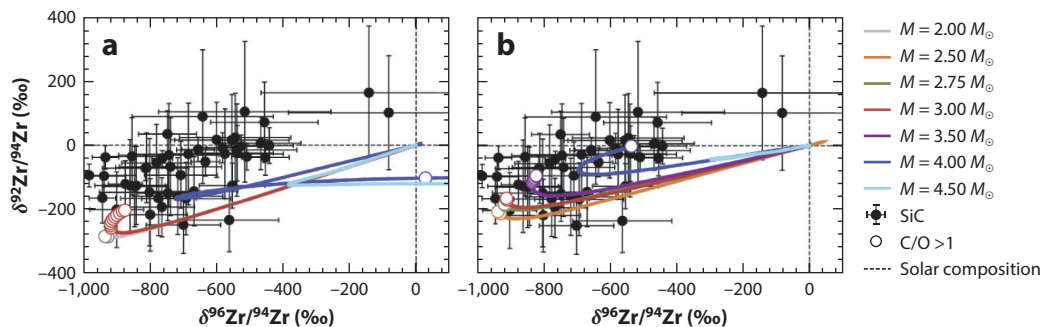 a
b
400
200
0
−200
−400
δ⁹²Zr/⁹⁴Zr (‰)
−1,000
−800
−600
−400
−200
0
−1,000
−800
−600
−400
−200
0
δ⁹⁶Zr/⁹⁴Zr (‰)
δ⁹⁶Zr/⁹⁴Zr (‰)
M = 2.00 M☉
M = 2.50 M☉
M = 2.75 M☉
M = 3.00 M☉
M = 3.50 M☉
M = 4.00 M☉
M = 4.50 M☉
SiC
C/O >1
Solar composition